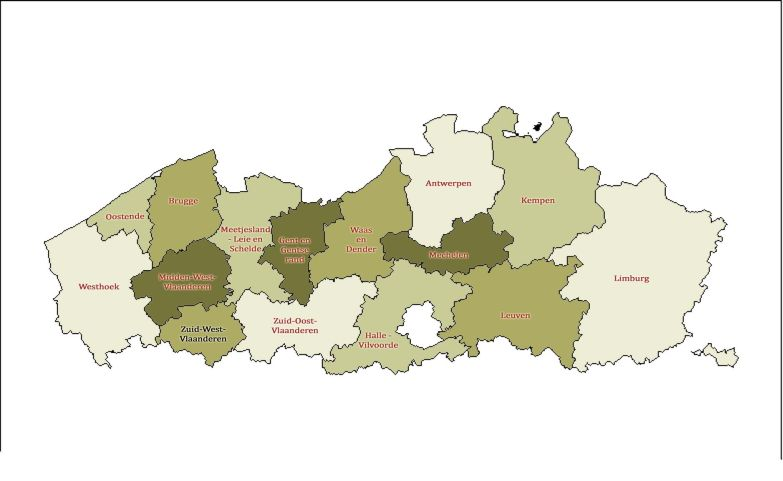 Antwerpen
Kempen
Brugge
Oostende
Meetjesland
- Leie en
Schelde
Gent en
Gentse
rand
Waas
en
Dender
Mechelen
Westhoek
Midden-West-
Vlaanderen
Limburg
Zuid-West-
Vlaanderen
Zuid-Oost-
Vlaanderen
Halle -
Vilvoorde
Leuven